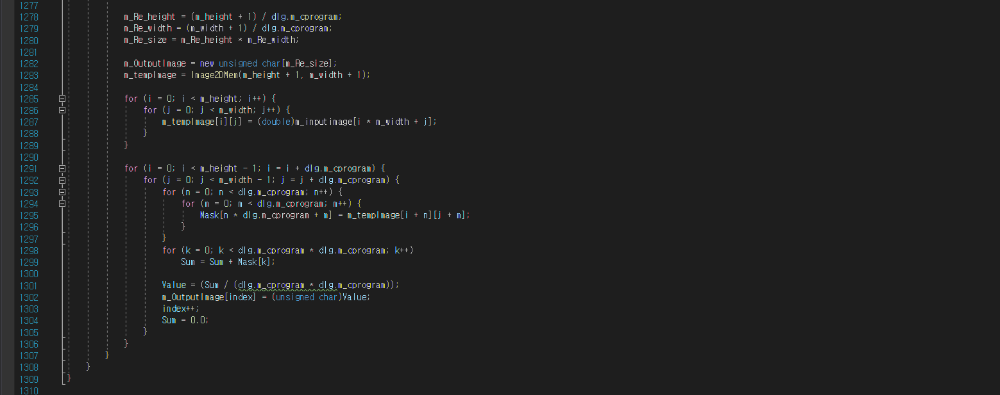 1277
1278 m_Re_height = (m_height + 1) / dlg.m_cprogram;
1279 m_Re_width = (m_width + 1) / dlg.m_cprogram;
1280 m_Re_size = m_Re_height * m_Re_width;
1281
1282 m_OutputImage = new unsigned char[m_Re_size];
1283 m_tempImage = Image2DMem(m_height + 1, m_width + 1);
1284
1285 for (i = 0; i < m_height; i++) {
1286 for (j = 0; j < m_width; j++) {
1287 m_tempImage[i][j] = (double)m_inputimage[i * m_width + j];
1288 }
1289 }
1290
1291 for (i = 0; i < m_height - 1; i = i + dlg.m_cprogram) {
1292 for (j = 0; j < m_width - 1; j = j + dlg.m_cprogram) {
1293 for (n = 0; n < dlg.m_cprogram; n++) {
1294 for (m = 0; m < dlg.m_cprogram; m++) {
1295 Mask[n * dlg.m_cprogram + m] = m_tempImage[i + n][j + m];
1296 }
1297 }
1298 for (k = 0; k < dlg.m_cprogram * dlg.m_cprogram; k++)
1299 Sum = Sum + Mask[k];
1300
1301 Value = (Sum / (dlg.m_cprogram * dlg.m_cprogram));
1302 m_OutputImage[index] = (unsigned char)Value;
1303 index++;
1304 Sum = 0.0;
1305 }
1306 }
1307 }
1308 }
1309 }
1310